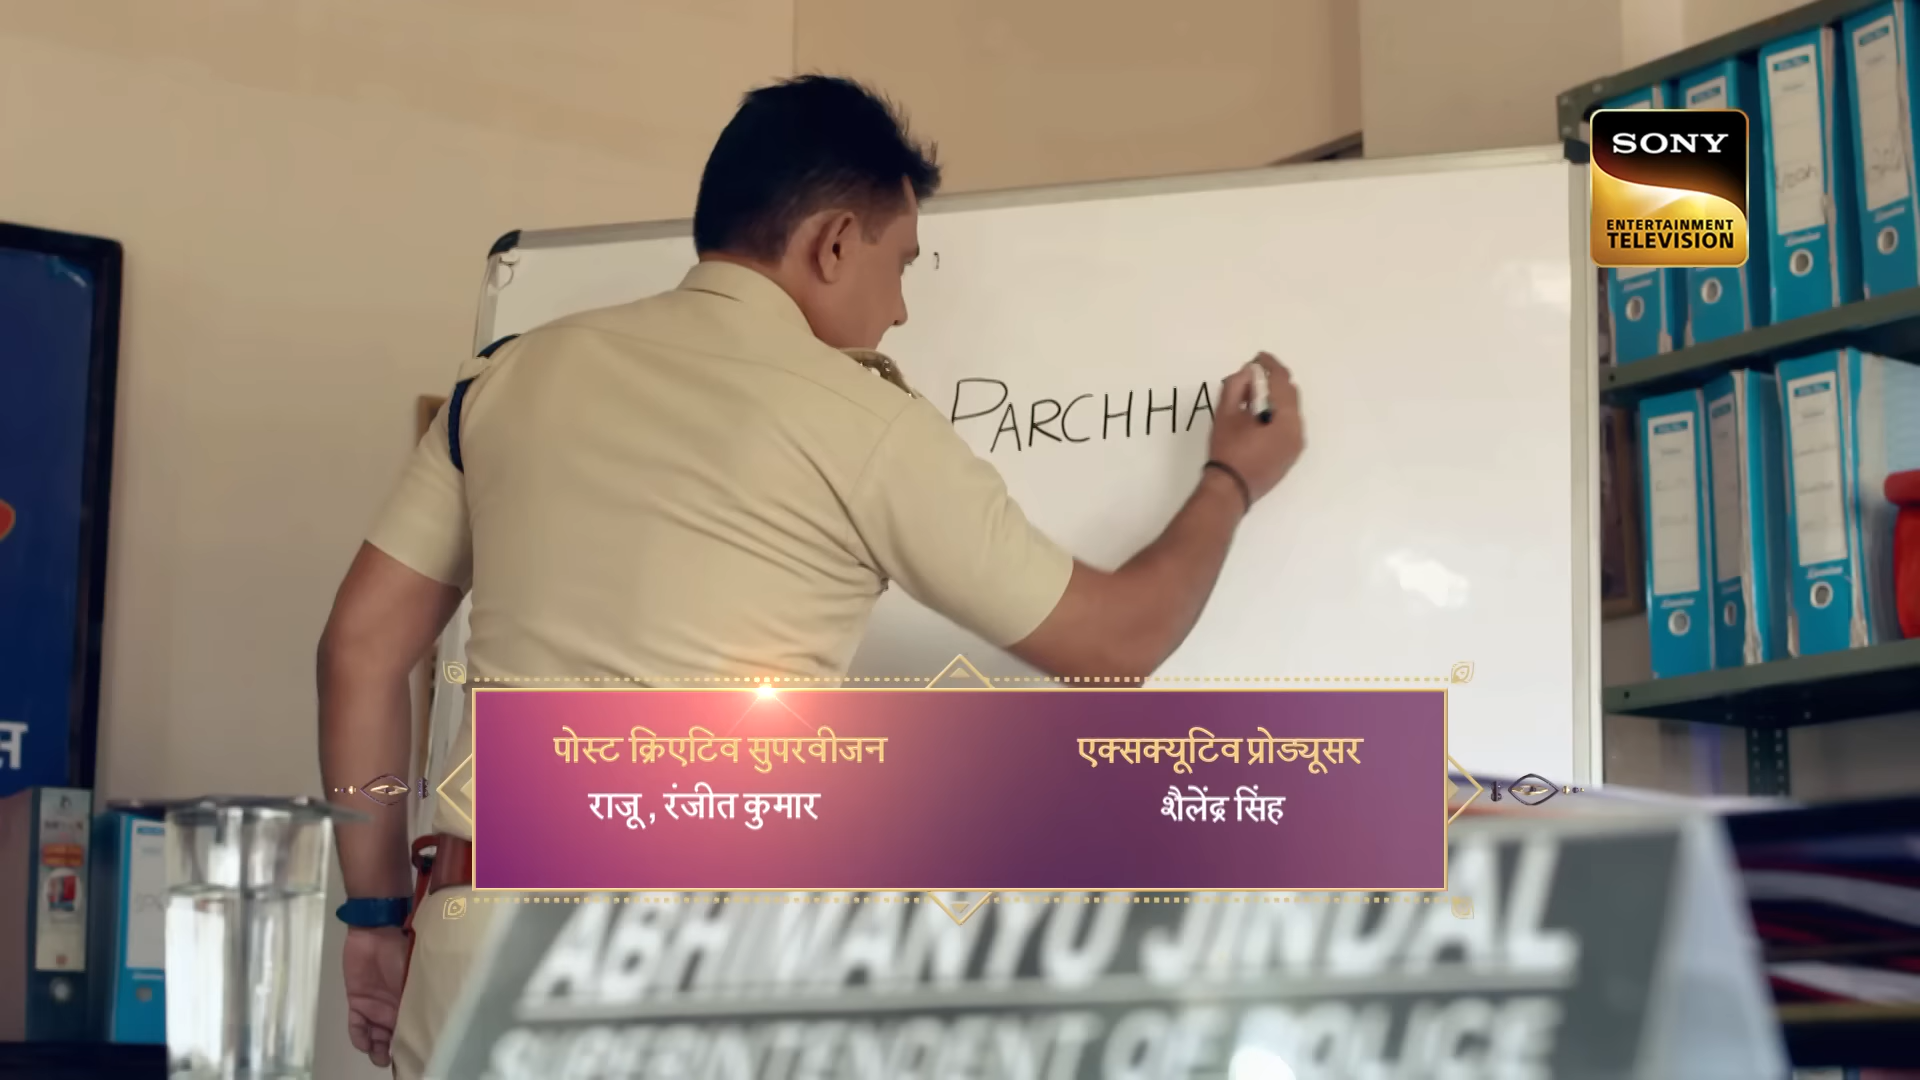 SONY
ENTERTAINMENT
TELEVISION
PARCHHA
पोस्ट क्रिएटिव सुपरवीजन
राजू , रंजीत कुमार
एक्सक्यूटिव प्रोड्यूसर
शैलेंद्र सिंह
ABHIMANYU JINDAL
SUPERINTENDENT OF POLICE